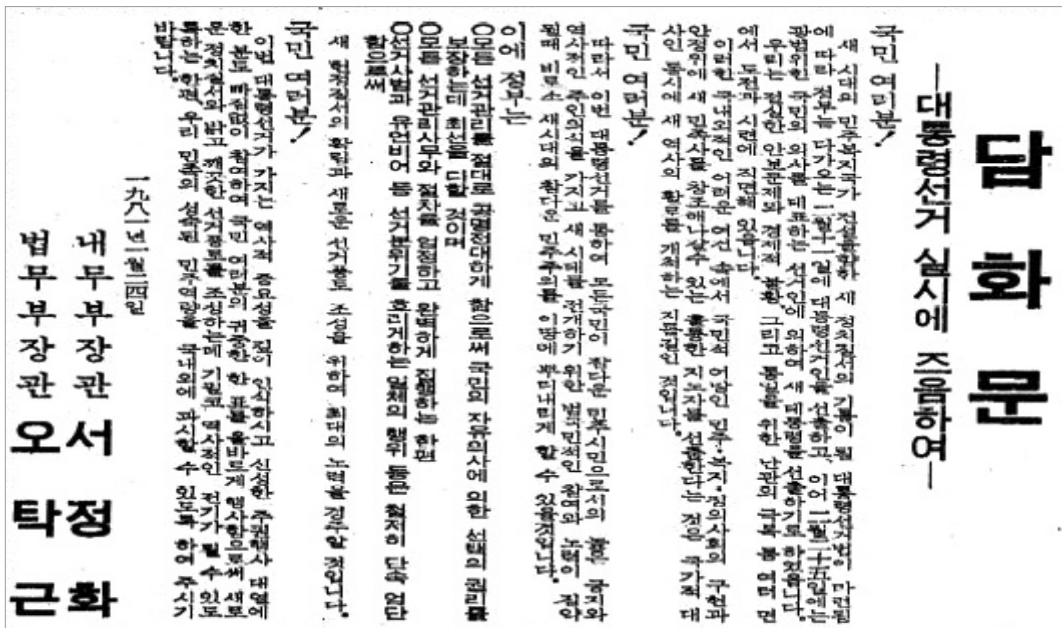 담화문
—대통령선거 실시에 즈음하여—
국민 여러분!
새 시대의 민주복지국가 건설을 향한 새 정치질서의 기틀이 될 대통령선거법이 마련됨
에 따라 정부는 다가오는 二월 十一일에 대통령선거인을 선출하고, 이어 二월 二十五일에는
광범위한 국민의 의사를 대표하는 선거인에 의하여 새 대통령을 선출하기로 하였읍니다.
우리는 절실한 안보문제와 경제적 불황 그리고 통일을 위한 난관의 극복 등 여러 면
에서 도전과 시련에 직면해 있읍니다.
이러한 국내외적인 어려운 여건 속에서 국민적 여망인 민주·복지·정의사회의 구현과
안정위에 새 민족사를 창조해나갈수 있는 훌륭한 지도자를 선출한다는 것은 국가적 대
사인 동시에 새 역사의 활로를 개척하는 지름길인 것입니다.
국민 여러분!
따라서 이번 대통령선거를 통하여 모든국민이 참다운 민주시민으로서의 높은 긍지와
역사적인 주인의식을 가지고 새 시대를 전개하기 위한 범국민적인 참여와 노력이 집약
될때 비로소 새시대의 참다운 민주주의를 이땅에 뿌리내리게 할 수 있을것입니다.
이에 정부는
○모든 선거관리를 절대로 공명정대하게 함으로써 국민의 자유의사에 의한 선택의 권리를
보장하는데 최선을 다할 것이며
○모든 선거관리사무와 절차를 엄정하고 완벽하게 집행하는 한편
○선거사범과 유언비어 등 선거분위기를 흐리게하는 일체의 행위 등은 철저히 단속 엄단
함으로써
새 헌정질서의 확립과 새로운 선거풍토 조성을 위하여 최대의 노력을 경주할 것입니다.
국민 여러분!
이번 대통령선거가 가지는 역사적 중요성을 깊이 인식하시고 신성한 주권행사 대열에
한 분도 빠짐없이 참여하여 국민 여러분의 귀중한 한 표를 올바르게 행사함으로써 새로
운 정치질서와 밝고 깨끗한 선거풍토를 조성하는데 기필코 역사적인 전기가 될 수 있도
록하는 한편 우리 민족의 성숙된 민주역량을 국내외에 과시할 수 있도록 하여 주시기
바랍니다.
一九八一년 一월 二四일
내무부장관 서정화
법무부장관 오탁근